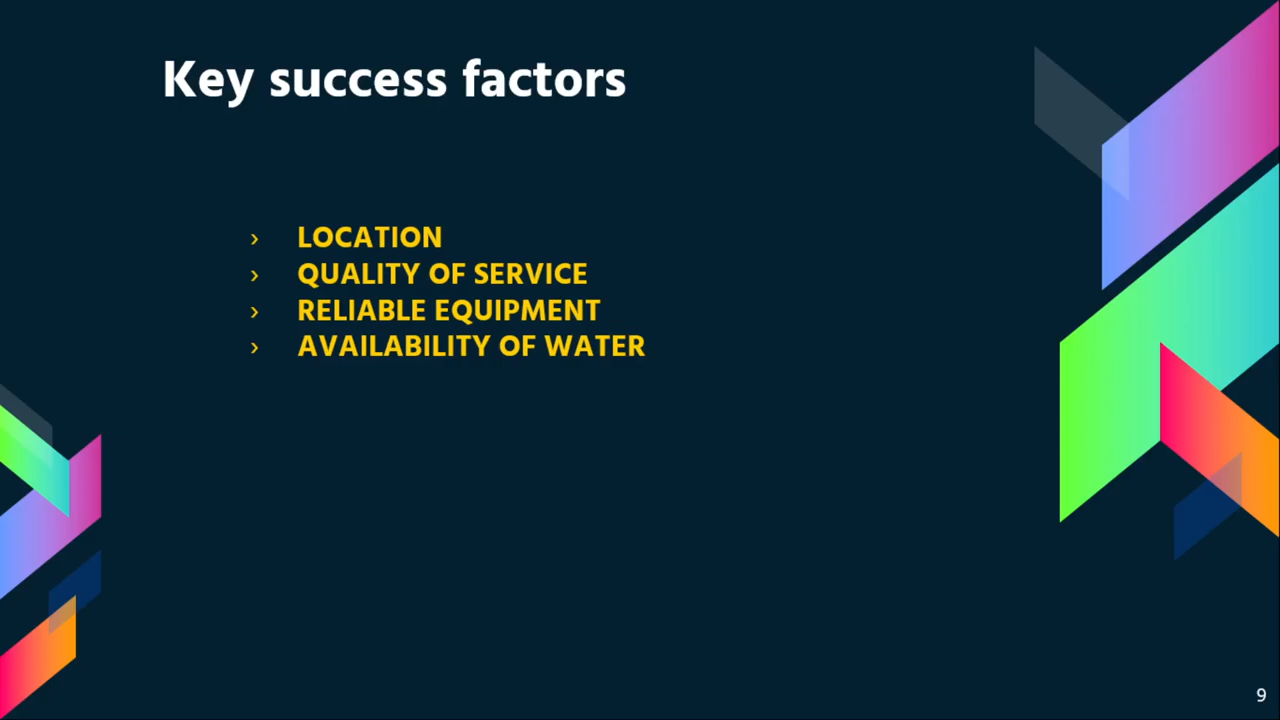 Key success factors
› LOCATION
› QUALITY OF SERVICE
› RELIABLE EQUIPMENT
› AVAILABILITY OF WATER
9